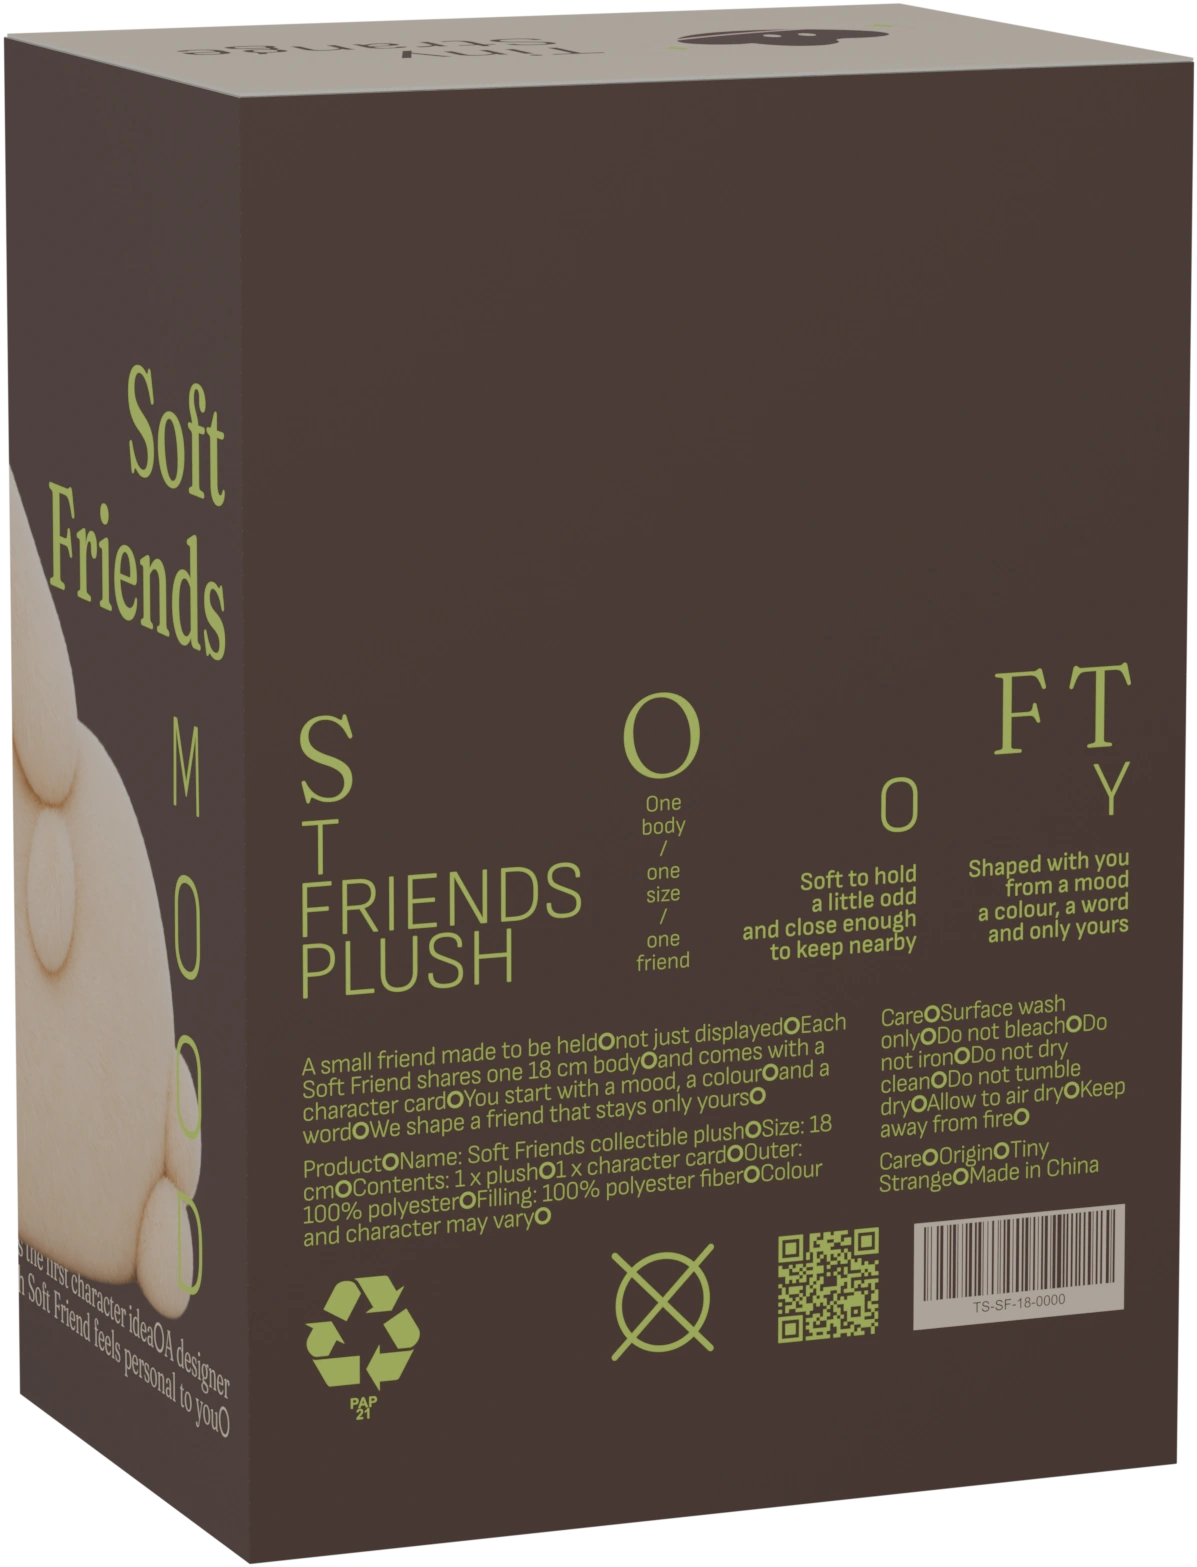 Tiny
Strange
Soft
Friends
M
O
O
D
the first character ideaOA designer
Soft Friend feels personal to youO
S O FT
T O Y
FRIENDS
PLUSH
One
body
/
one
size
/
one
friend
Soft to hold
a little odd
and close enough
to keep nearby
Shaped with you
from a mood
a colour, a word
and only yours
A small friend made to be heldOnot just displayedOEach
Soft Friend shares one 18 cm bodyOand comes with a
character cardOYou start with a mood, a colourOand a
wordOWe shape a friend that stays only yoursO
ProductOName: Soft Friends collectible plushOSize: 18
cmOContents: 1 x plushO1 x character cardOOuter:
100% polyesterOFilling: 100% polyester fiberOColour
and character may varyO
CareOSurface wash
onlyODo not bleachODo
not ironODo not dry
cleanODo not tumble
dryOAllow to air dryOKeep
away from fireO
CareOOriginOTiny
StrangeOMade in China
PAP
21
TS-SF-18-0000